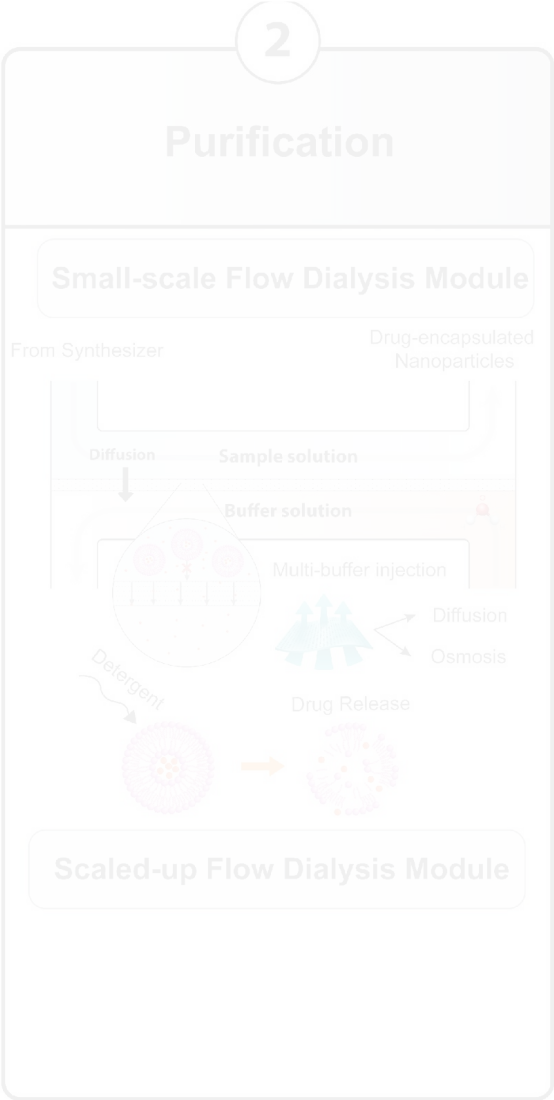 2
Purification
Small-scale Flow Dialysis Module
From Synthesizer
Drug-encapsulated
Nanoparticles
Diffusion
Sample solution
Buffer solution
Multi-buffer injection
Diffusion
Osmosis
Detergent
Drug Release
Scaled-up Flow Dialysis Module